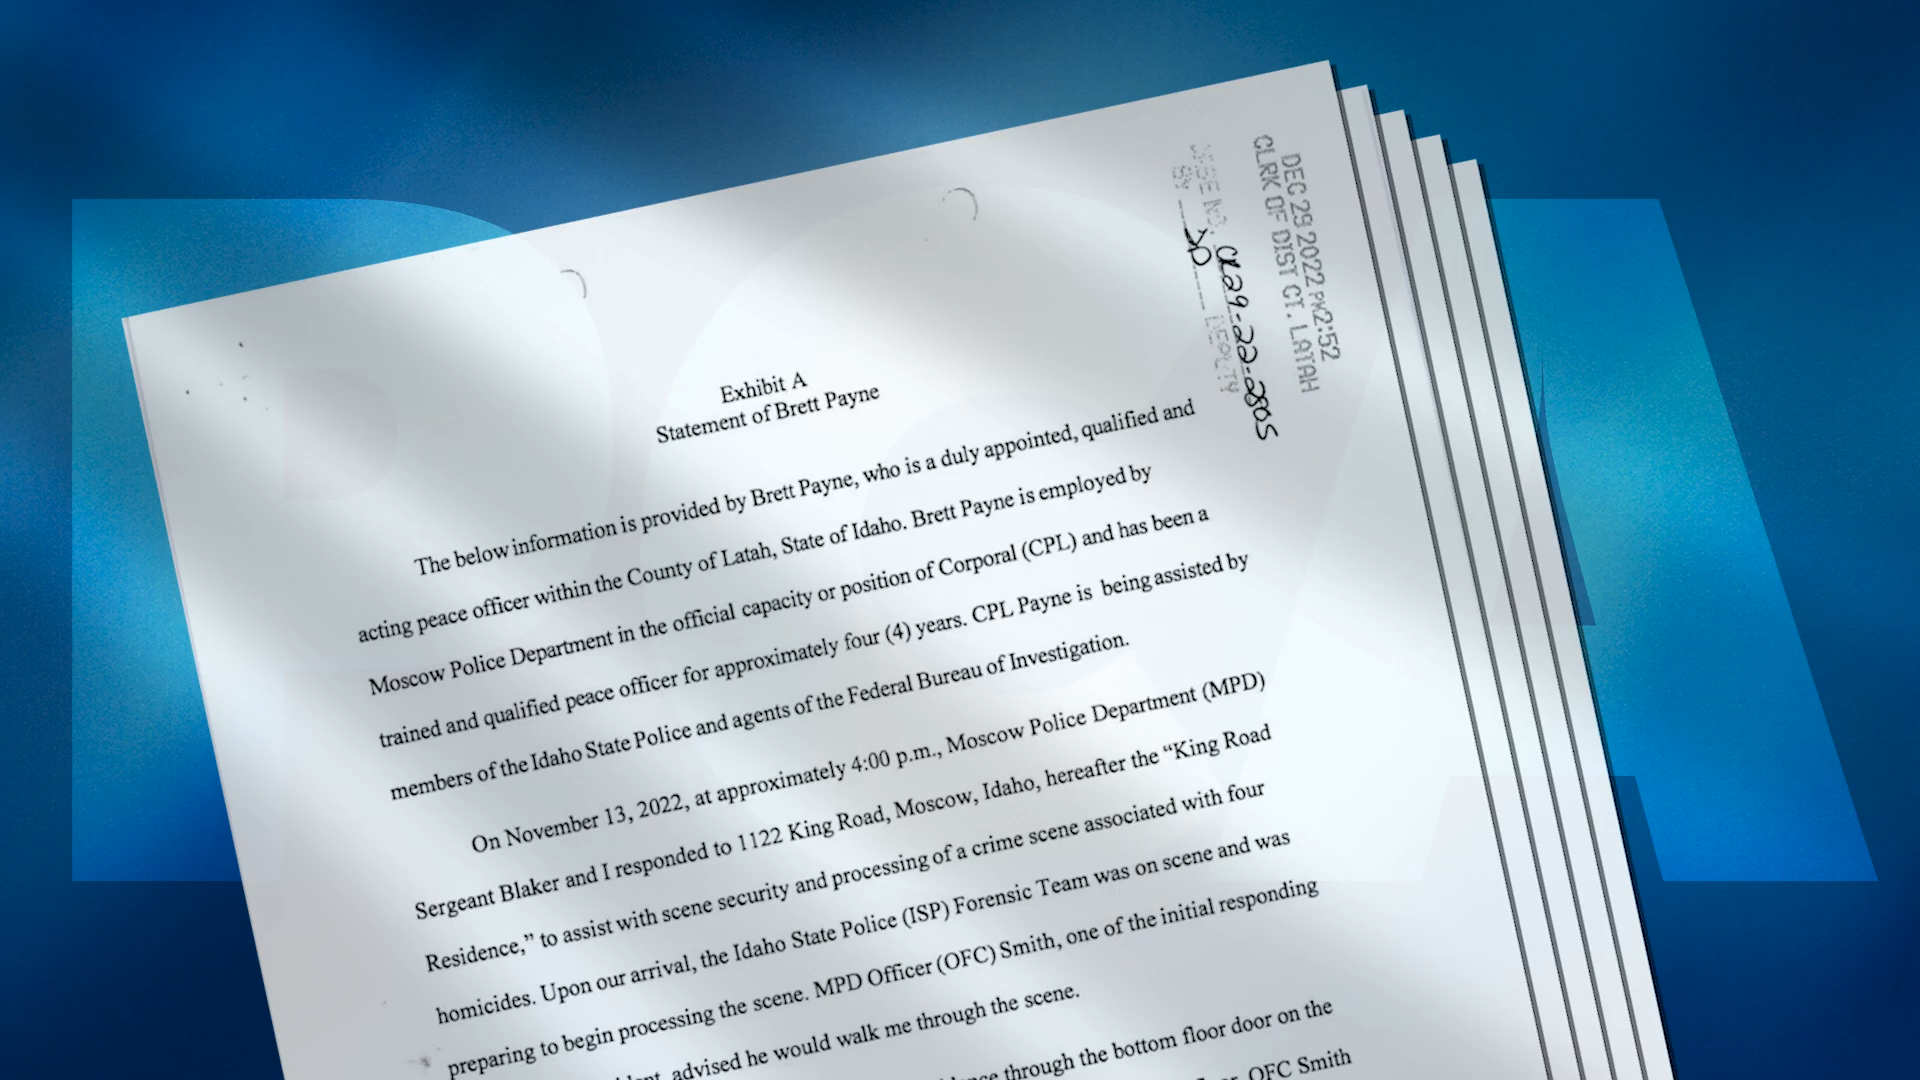 PCA
DEC 29 2022 PM 2:52
CLRK OF DIST CT. LATAH
CASE NO. CR29-22-2805
BY JD DEPUTY
Exhibit A
Statement of Brett Payne
The below information is provided by Brett Payne, who is a duly appointed, qualified and
acting peace officer within the County of Latah, State of Idaho. Brett Payne is employed by
Moscow Police Department in the official capacity or position of Corporal (CPL) and has been a
trained and qualified peace officer for approximately four (4) years. CPL Payne is being assisted by
members of the Idaho State Police and agents of the Federal Bureau of Investigation.
On November 13, 2022, at approximately 4:00 p.m., Moscow Police Department (MPD)
Sergeant Blaker and I responded to 1122 King Road, Moscow, Idaho, hereafter the “King Road
Residence,” to assist with scene security and processing of a crime scene associated with four
homicides. Upon our arrival, the Idaho State Police (ISP) Forensic Team was on scene and was
preparing to begin processing the scene. MPD Officer (OFC) Smith, one of the initial responding
advised he would walk me through the scene.
through the bottom floor door on the
OFC Smith